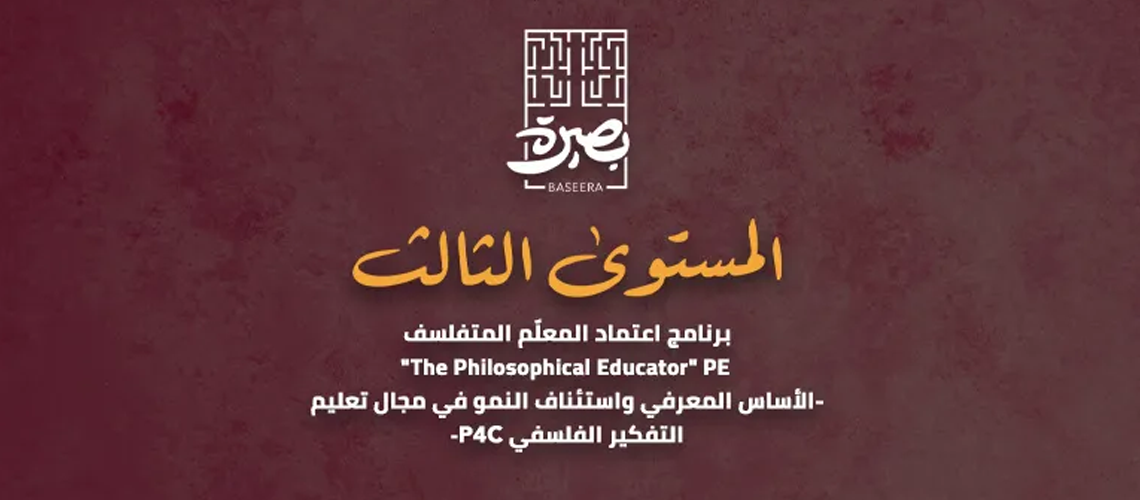 بصيرة
BASEERA
المستوى الثالث
برنامج اعتماد المعلّم المتفلسف
"The Philosophical Educator" PE
-الأساس المعرفي واستئناف النمو في مجال تعليم
التفكير الفلسفي P4C-